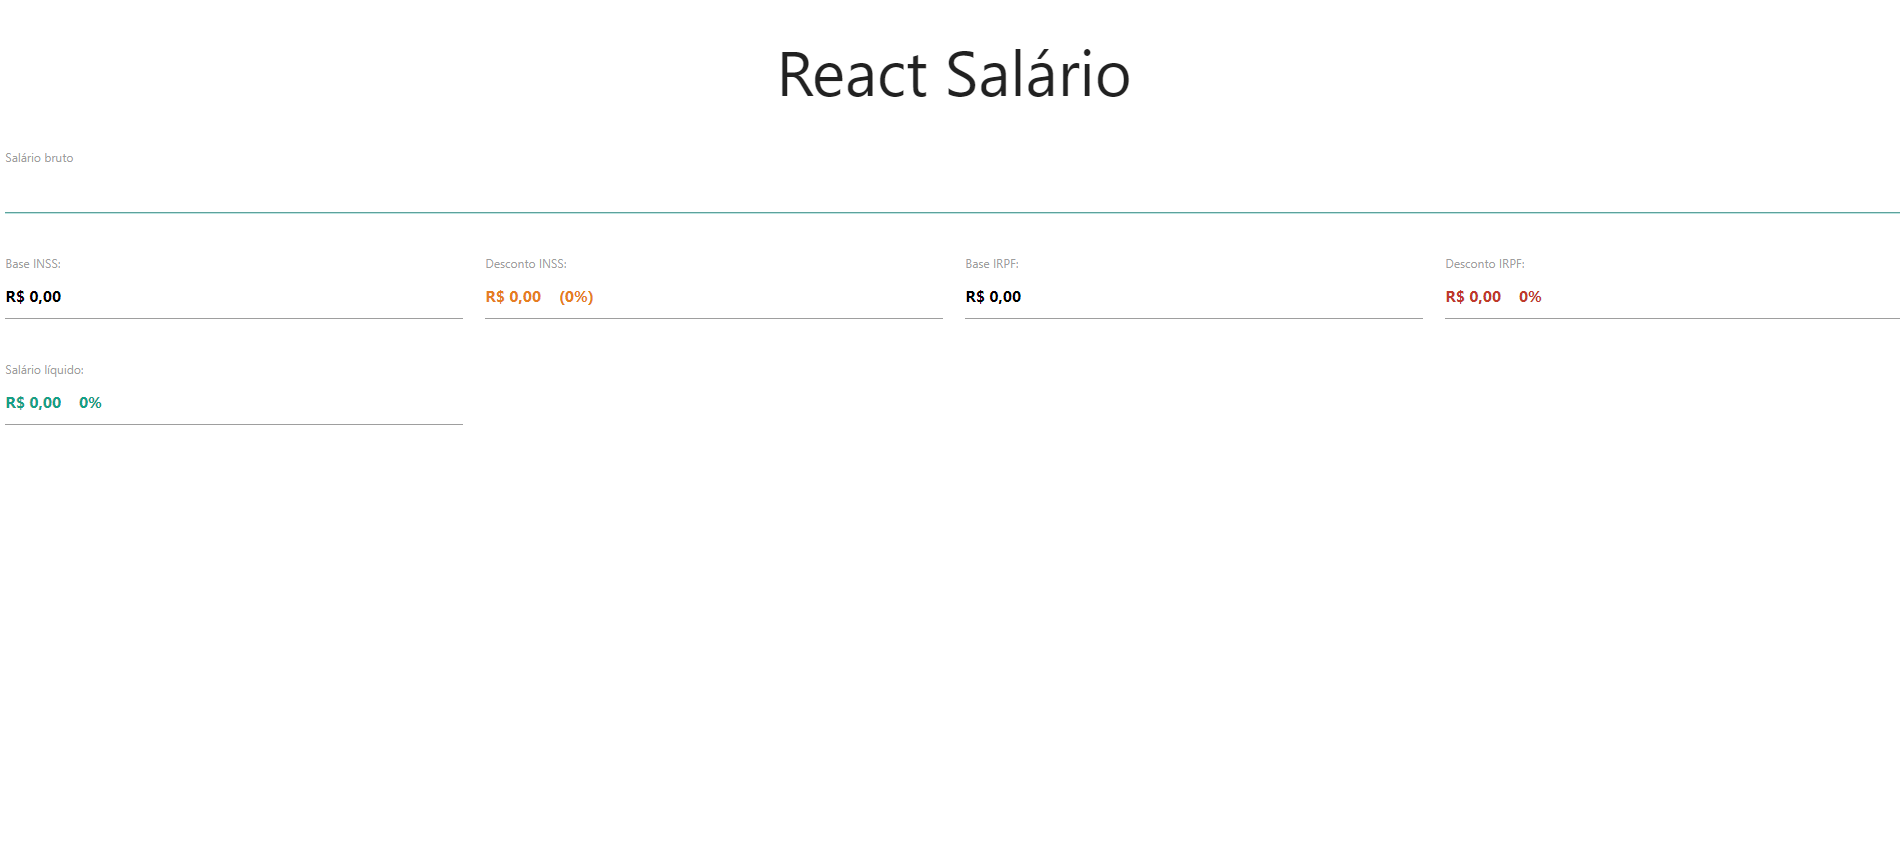 React Salário
Salário bruto
Base INSS:
R$ 0,00
Desconto INSS:
R$ 0,00 (0%)
Base IRPF:
R$ 0,00
Desconto IRPF:
R$ 0,00 0%
Salário líquido:
R$ 0,00 0%